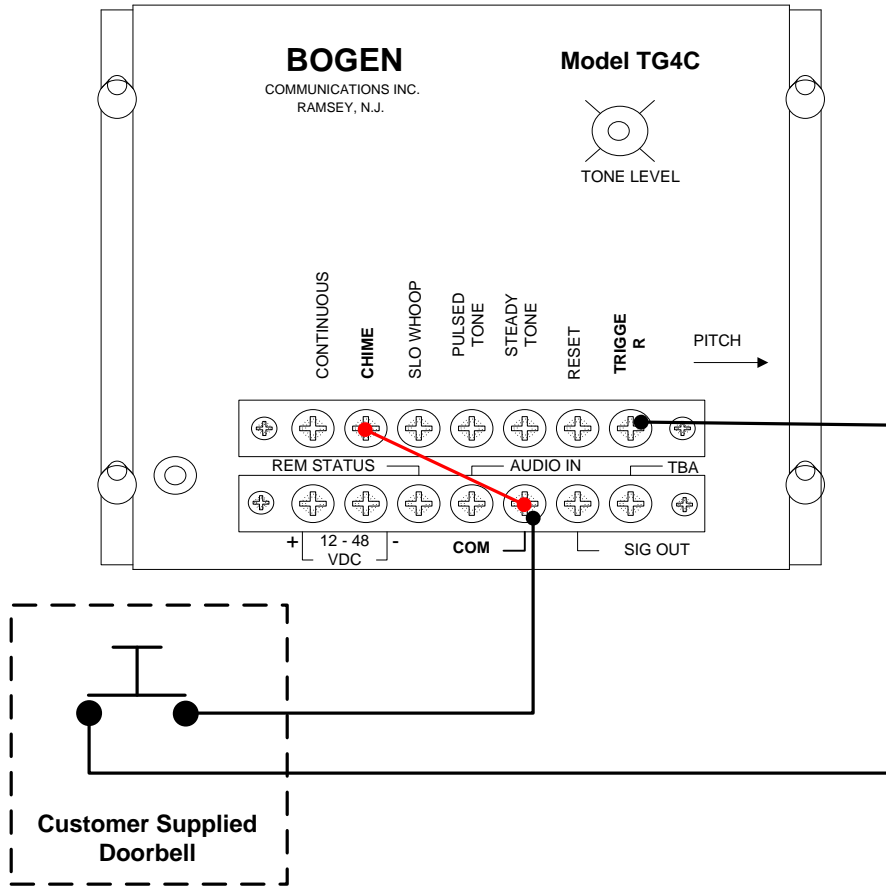 BOGEN
COMMUNICATIONS INC.
RAMSEY, N.J.
Model TG4C
TONE LEVEL
CONTINUOUS
CHIME
SLO WHOOP
PULSED
TONE
STEADY
TONE
RESET
TRIGGE
R
PITCH
REM STATUS
AUDIO IN
TBA
+ 12 - 48 -
VDC
COM
SIG OUT
Customer Supplied
Doorbell